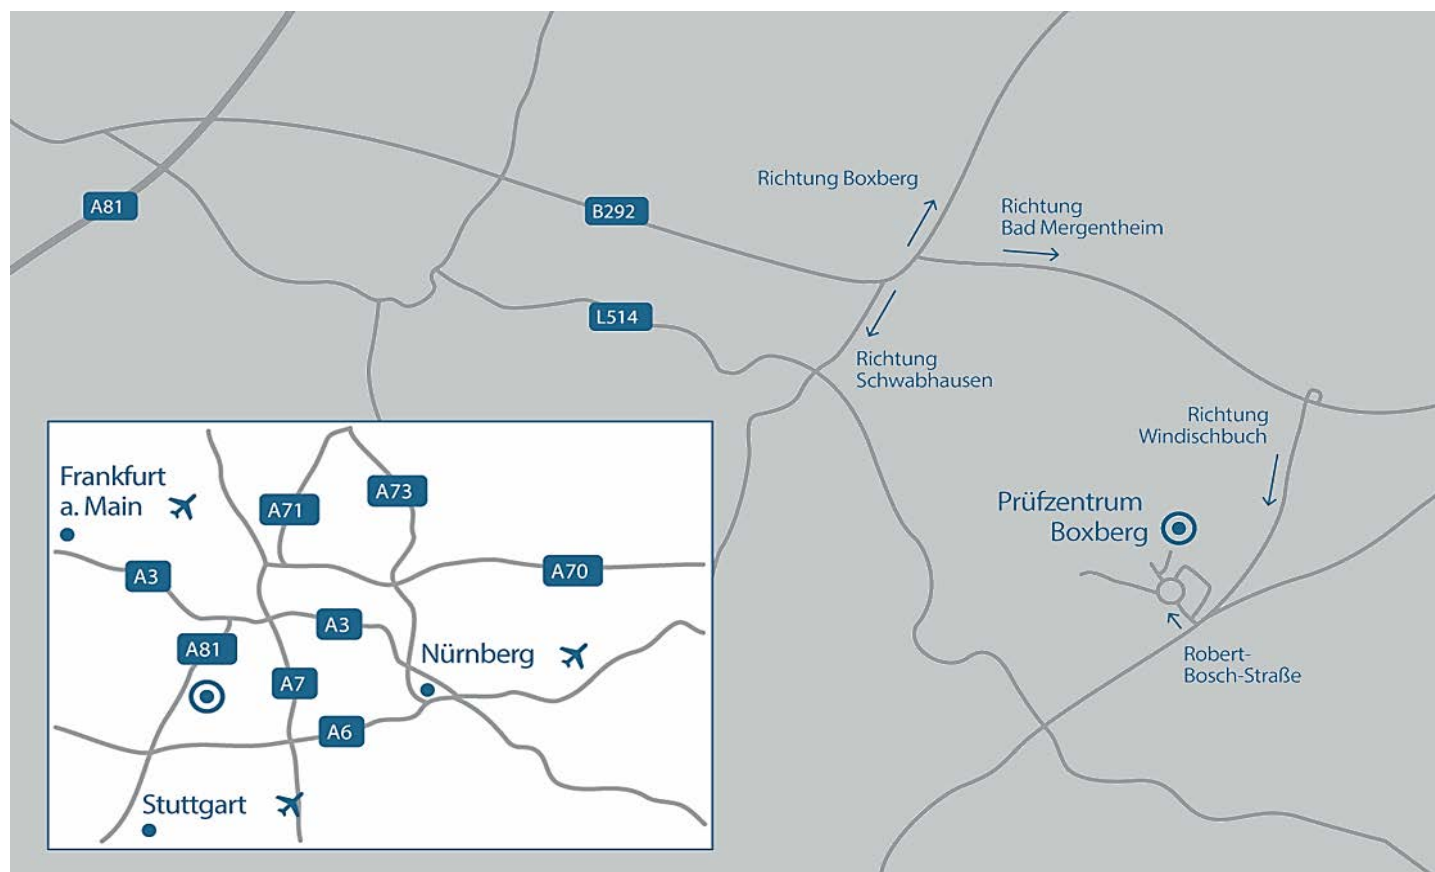 A81
B292
Richtung Boxberg
Richtung
Bad Mergentheim
L514
Richtung
Schwabhausen
Richtung
Windischbuch
Prüfzentrum
Boxberg
Robert-
Bosch-Straße
Frankfurt
a. Main
A71
A73
A3
A70
A3
A81
Nürnberg
A7
A6
Stuttgart